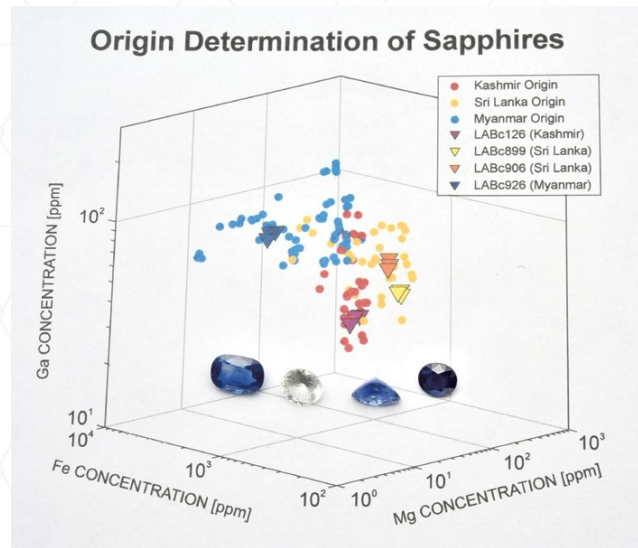 Origin Determination of Sapphires
Kashmir Origin
Sri Lanka Origin
Myanmar Origin
LABc126 (Kashmir)
LABc899 (Sri Lanka)
LABc906 (Sri Lanka)
LABc926 (Myanmar)
Ga CONCENTRATION [ppm]
10²
10¹
10⁴
10³
10²
Fe CONCENTRATION [ppm]
10⁰
10¹
10²
10³
Mg CONCENTRATION [ppm]